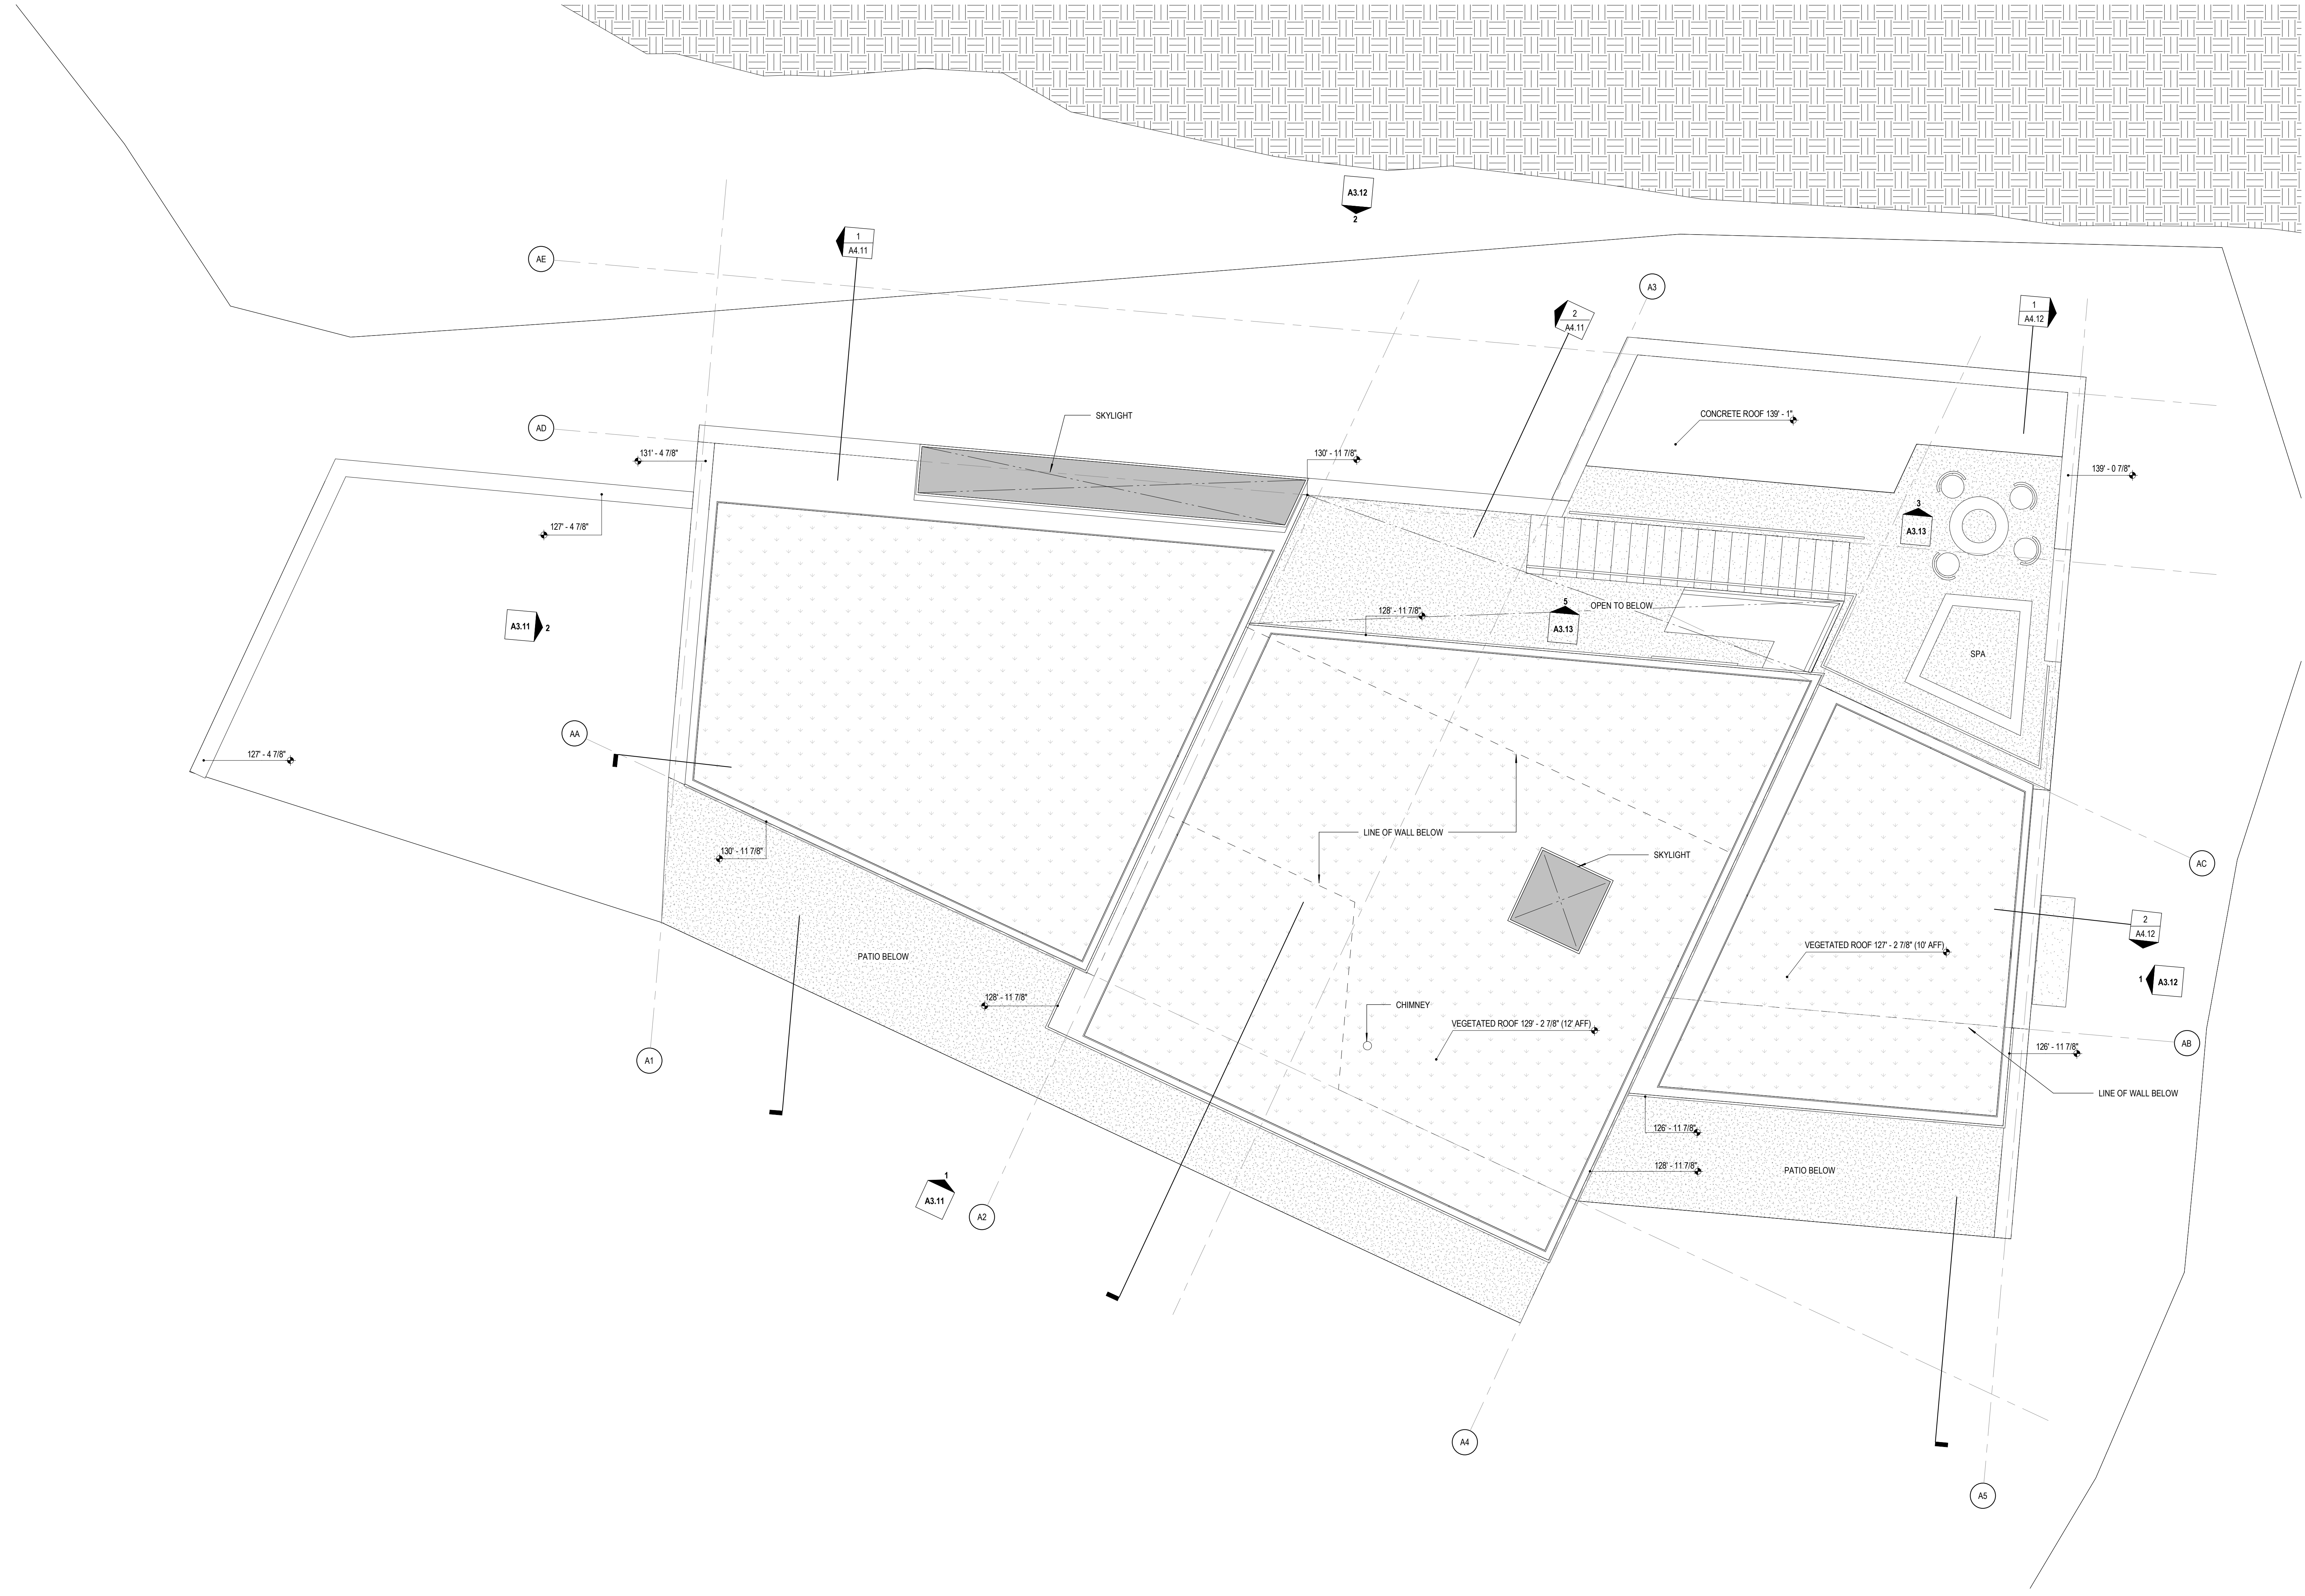 A3.12
2
1
A4.11
AE
A3
1
A4.12
2
A4.11
SKYLIGHT
CONCRETE ROOF 139' - 1"
AD
131' - 4 7/8"
130' - 11 7/8"
139' - 0 7/8"
3
A3.13
127' - 4 7/8"
5
OPEN TO BELOW
128' - 11 7/8"
A3.13
A3.11
2
SPA
AA
127' - 4 7/8"
LINE OF WALL BELOW
130' - 11 7/8"
SKYLIGHT
AC
2
A4.12
VEGETATED ROOF 127' - 2 7/8" (10' AFF)
PATIO BELOW
1
A3.12
128' - 11 7/8"
CHIMNEY
VEGETATED ROOF 129' - 2 7/8" (12' AFF)
AB
126' - 11 7/8"
A1
LINE OF WALL BELOW
126' - 11 7/8"
128' - 11 7/8"
PATIO BELOW
1
A3.11
A2
A4
A5